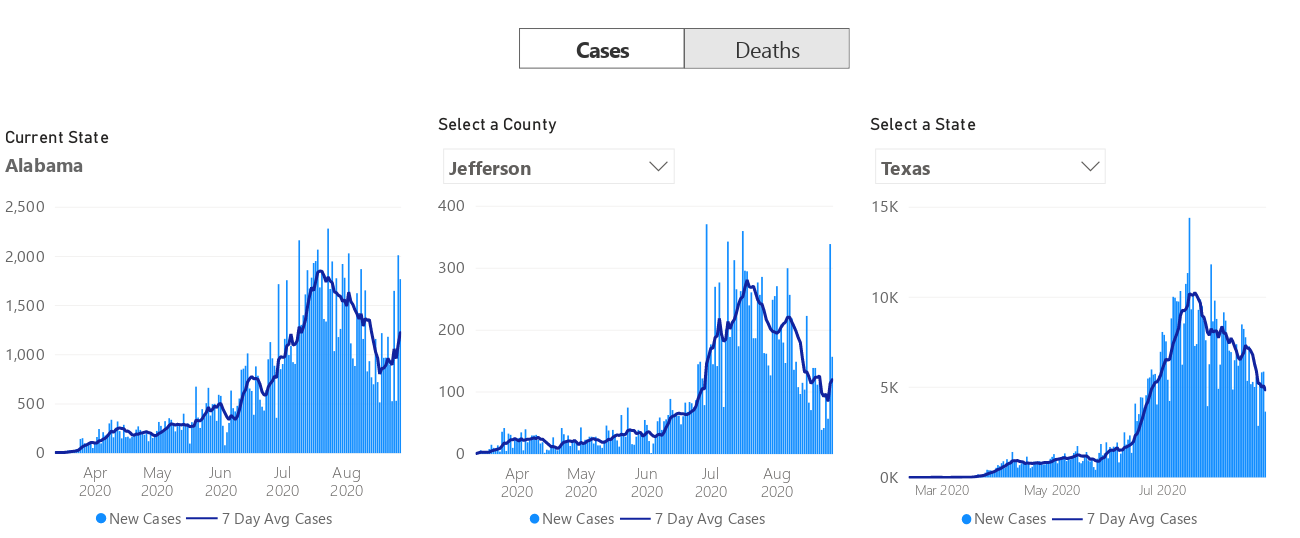 Cases Deaths
Current State
Alabama
2,500
2,000
1,500
1,000
500
0
Apr 2020
May 2020
Jun 2020
Jul 2020
Aug 2020
New Cases 7 Day Avg Cases
Select a County
Jefferson
400
300
200
100
0
Apr 2020
May 2020
Jun 2020
Jul 2020
Aug 2020
New Cases 7 Day Avg Cases
Select a State
Texas
15K
10K
5K
0K
Mar 2020 May 2020 Jul 2020
New Cases 7 Day Avg Cases